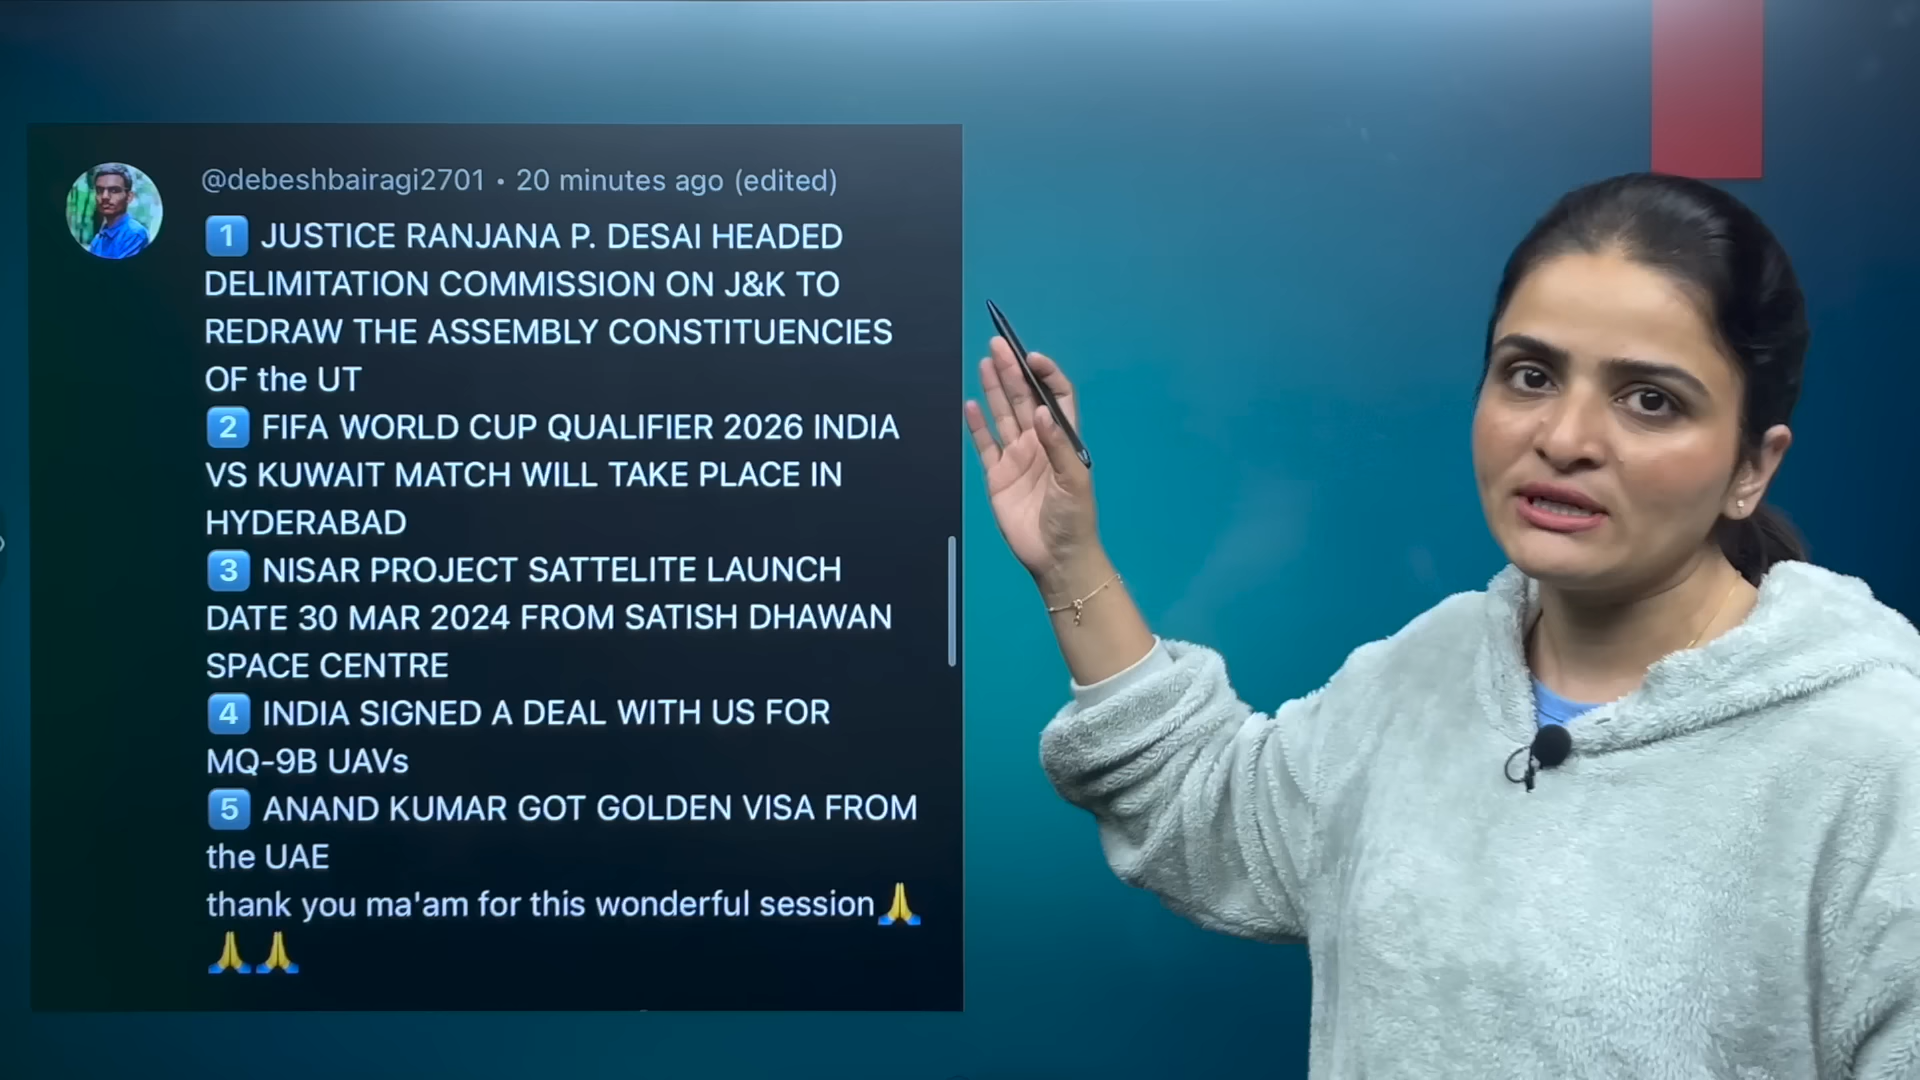 @debeshbairagi2701 • 20 minutes ago (edited)
1️⃣ JUSTICE RANJANA P. DESAI HEADED
DELIMITATION COMMISSION ON J&K TO
REDRAW THE ASSEMBLY CONSTITUENCIES
OF the UT
2️⃣ FIFA WORLD CUP QUALIFIER 2026 INDIA
VS KUWAIT MATCH WILL TAKE PLACE IN
HYDERABAD
3️⃣ NISAR PROJECT SATTELITE LAUNCH
DATE 30 MAR 2024 FROM SATISH DHAWAN
SPACE CENTRE
4️⃣ INDIA SIGNED A DEAL WITH US FOR
MQ-9B UAVs
5️⃣ ANAND KUMAR GOT GOLDEN VISA FROM
the UAE
thank you ma'am for this wonderful session🙏
🙏🙏